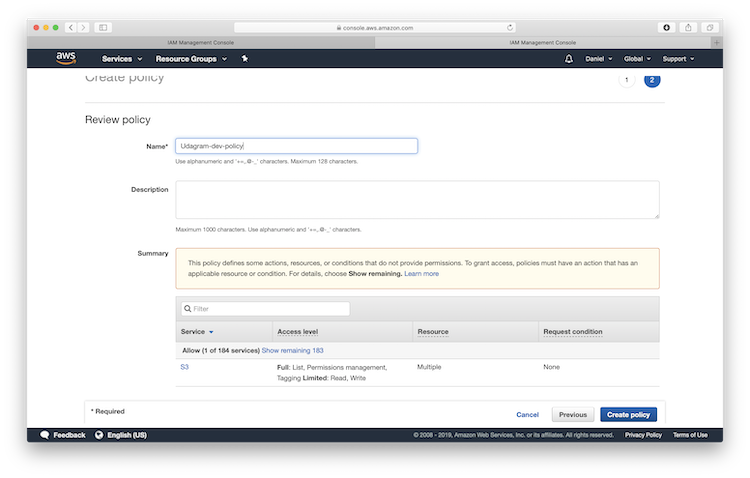 console.aws.amazon.com
IAM Management Console
IAM Management Console
aws
Services
Resource Groups
Daniel
Global
Support
Create policy
1
2
Review policy
Name*
Udagram-dev-policy
Use alphanumeric and '+=,.@-_' characters. Maximum 128 characters.
Description
Maximum 1000 characters. Use alphanumeric and '+=,.@-_' characters.
Summary
This policy defines some actions, resources, or conditions that do not provide permissions. To grant access, policies must have an action that has an
applicable resource or condition. For details, choose Show remaining. Learn more
Filter
Service
Access level
Resource
Request condition
Allow (1 of 184 services) Show remaining 183
S3
Full: List, Permissions management,
Tagging Limited: Read, Write
Multiple
None
* Required
Cancel
Previous
Create policy
Feedback
English (US)
© 2008 - 2019, Amazon Web Services, Inc. or its affiliates. All rights reserved.
Privacy Policy
Terms of Use